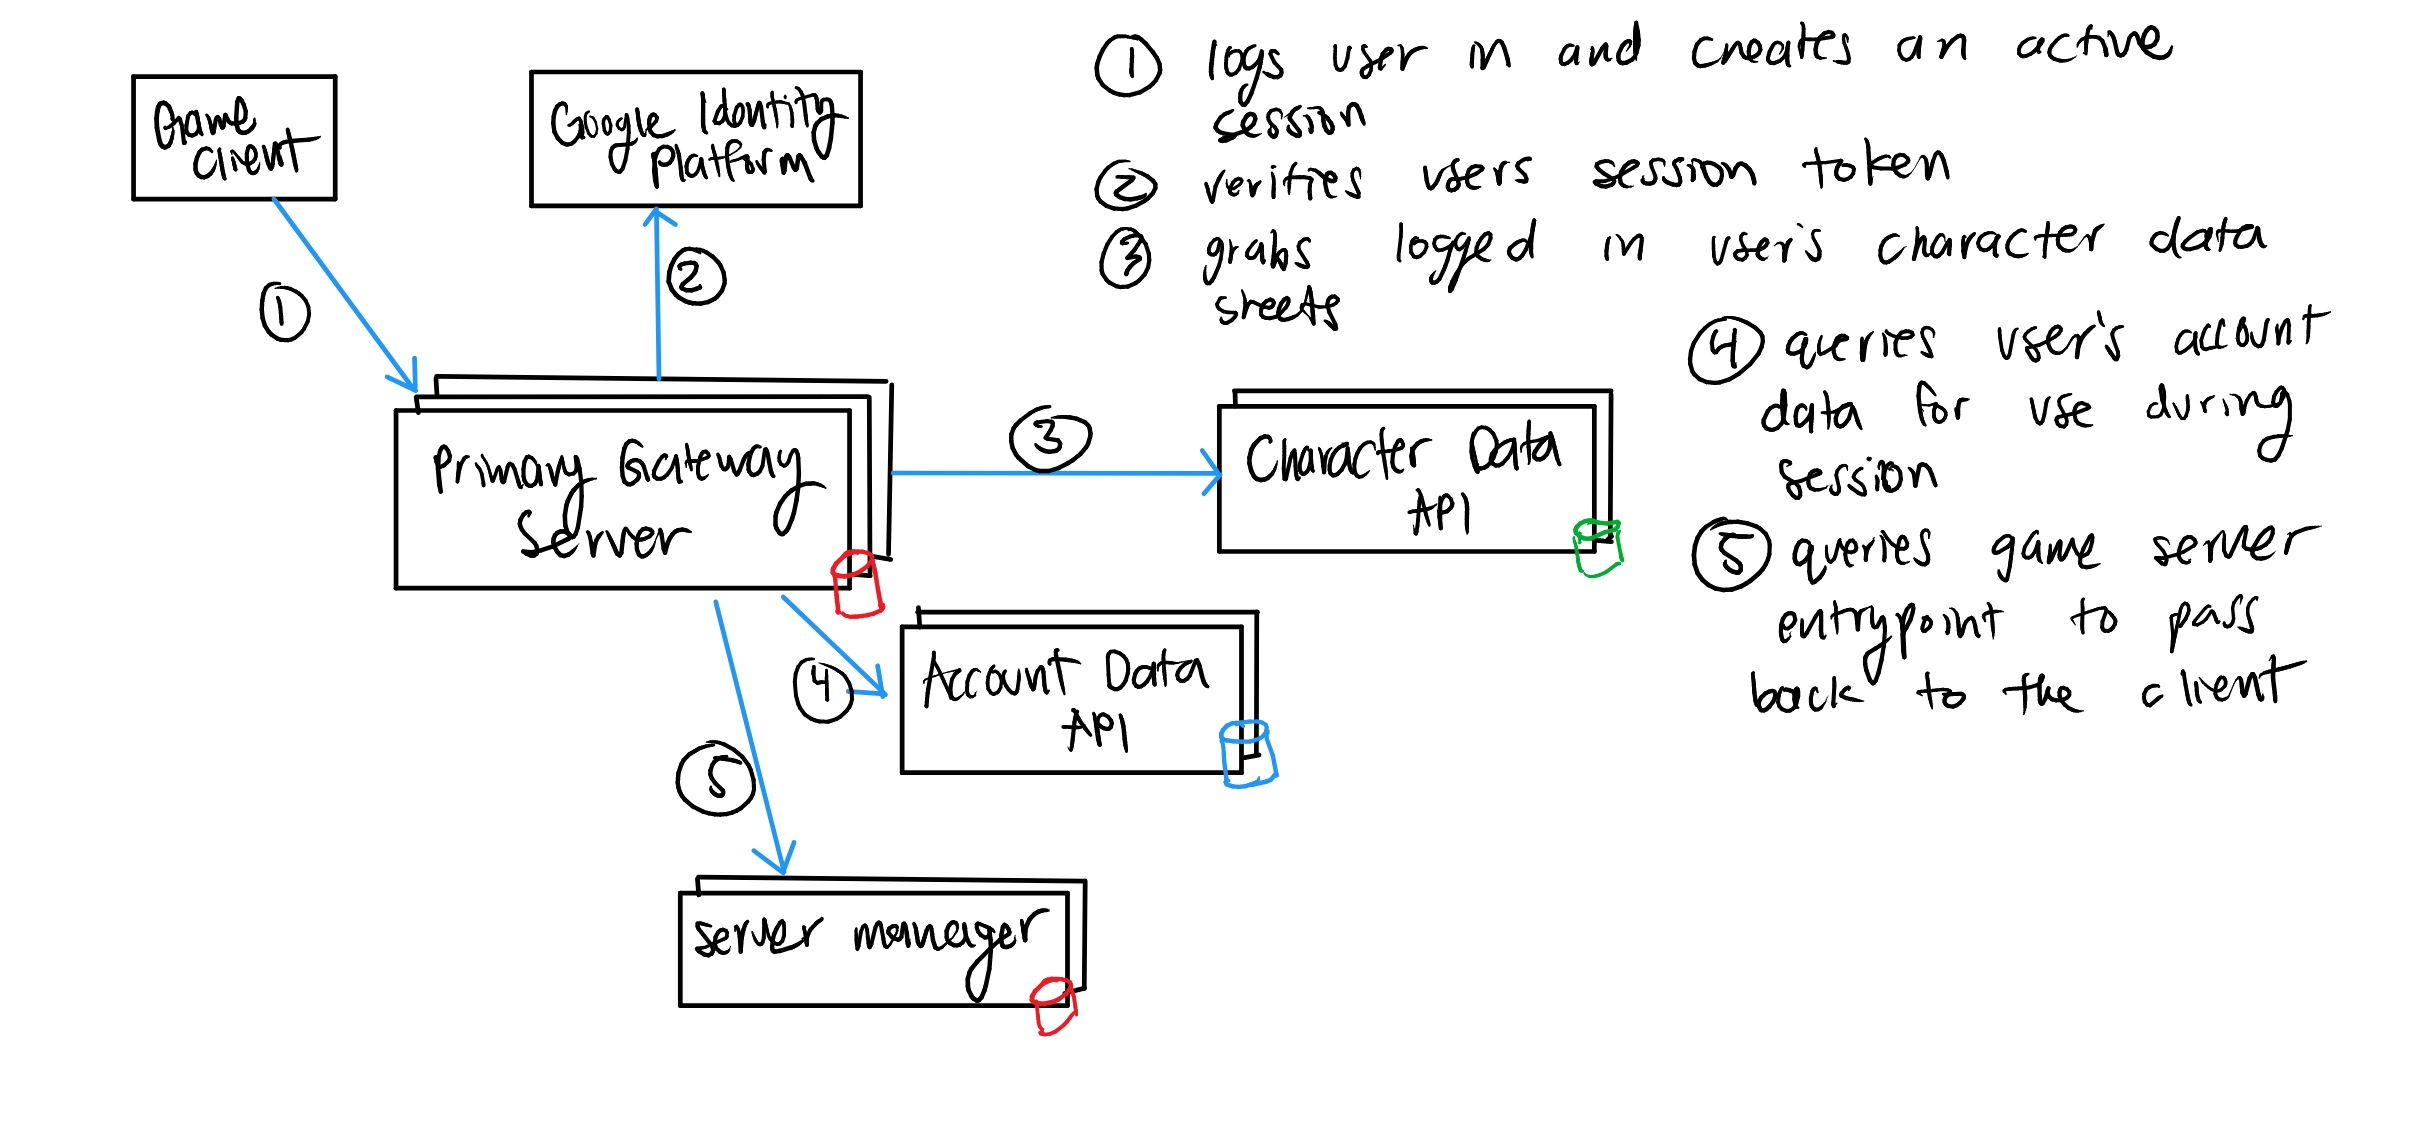 Game
Client
Google Identity
Platform
1
2
Primary Gateway
Server
3
Character Data
API
4
Account Data
API
5
server manager
1 logs user in and creates an active
session
2 verifies users session token
3 grabs logged in user's character data
sheets
4 queries user's account
data for use during
session
5 queries game server
entrypoint to pass
back to the client